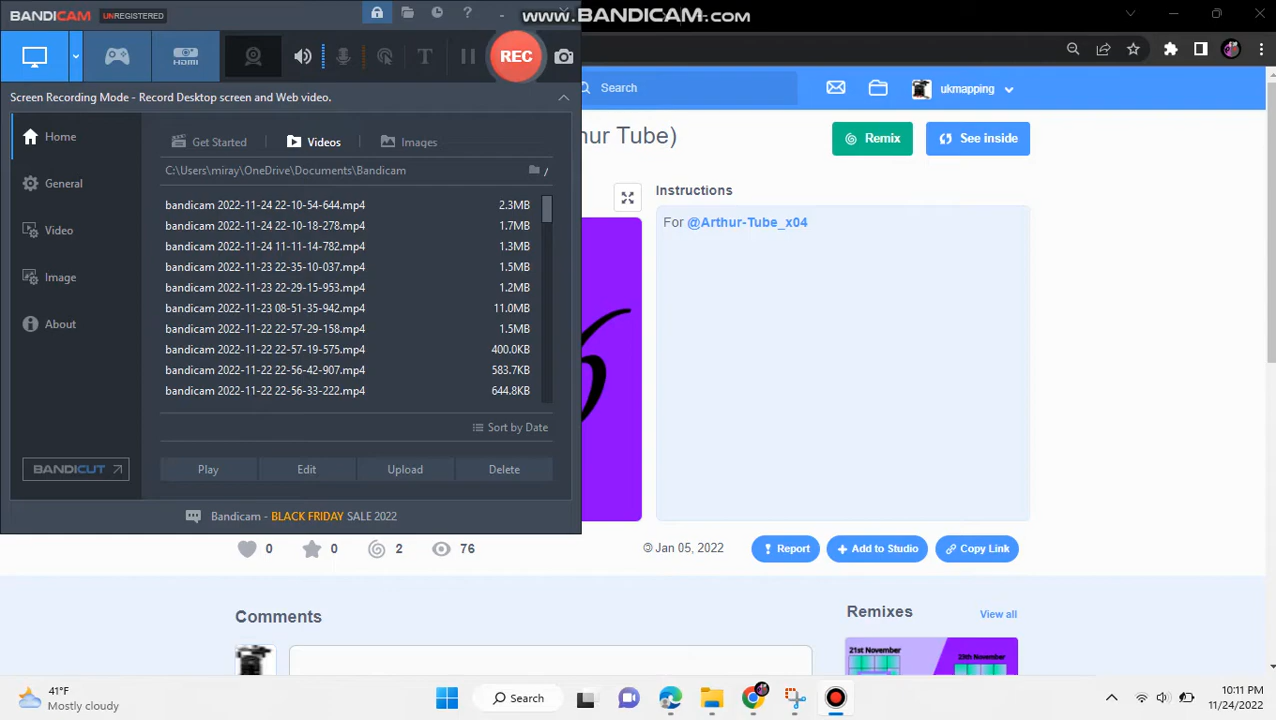 BANDICAM UNREGISTERED
www.BANDICAM.COM
HDMI
T
REC
Screen Recording Mode - Record desktop screen and Web video.
Home
General
Video
Image
About
BANDICUT
Get Started
Videos
Images
C:\Users\miray\OneDrive\Documents\Bandicam
bandicam 2022-11-24 22-10-54-644.mp4 2.3MB
bandicam 2022-11-24 22-10-18-278.mp4 1.7MB
bandicam 2022-11-24 11-11-14-782.mp4 1.3MB
bandicam 2022-11-23 22-35-10-037.mp4 1.5MB
bandicam 2022-11-23 22-29-15-953.mp4 1.2MB
bandicam 2022-11-23 08-51-35-942.mp4 11.0MB
bandicam 2022-11-22 22-57-29-158.mp4 1.5MB
bandicam 2022-11-22 22-57-19-575.mp4 400.0KB
bandicam 2022-11-22 22-56-42-907.mp4 583.7KB
bandicam 2022-11-22 22-56-33-222.mp4 644.8KB
Sort by Date
Play Edit Upload Delete
Bandicam - BLACK FRIDAY SALE 2022
Search
ukmapping
hur Tube)
Remix
See inside
Instructions
For @Arthur-Tube_x04
0 0 2 76
© Jan 05, 2022
Report
Add to Studio
Copy Link
Comments
Remixes
View all
21st November
25th November
41°F
Mostly cloudy
Search
10:11 PM
11/24/2022